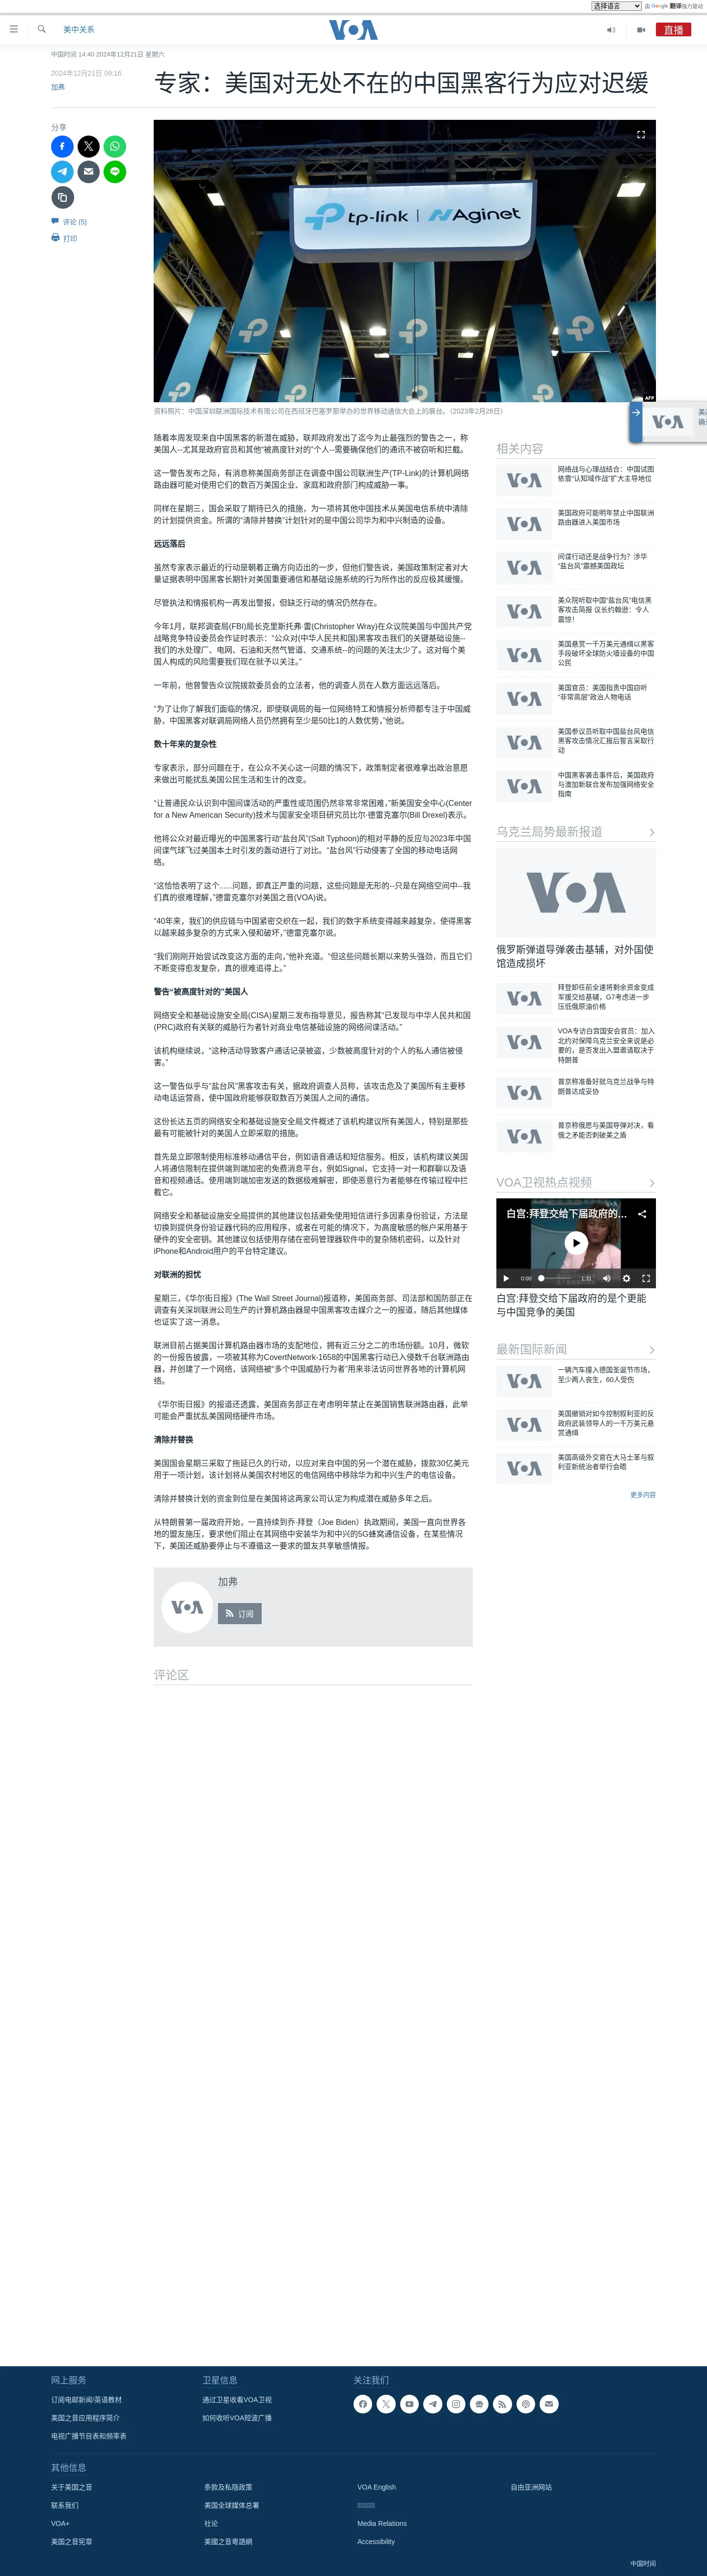 选择语言
由 Google 翻译强力驱动
美中关系
VOA
直播
中国时间 14:40 2024年12月21日 星期六
2024年12月21日 09:16
加弗
专家：美国对无处不在的中国黑客行为应对迟缓
分享
评论 (5)
打印
tp-link | Aginet
AFP
资料照片：中国深圳联洲国际技术有限公司在西班牙巴塞罗那举办的世界移动通信大会上的展台。（2023年2月28日）
随着本周发现来自中国黑客的新潜在威胁，联邦政府发出了迄今为止最强烈的警告之一，称
美国人--尤其是政府官员和其他“被高度针对的”个人--需要确保他们的通讯不被窃听和拦截。
这一警告发布之际，有消息称美国商务部正在调查中国公司联洲生产(TP-Link)的计算机网络
路由器可能对使用它们的数百万美国企业、家庭和政府部门构成威胁一事。
同样在星期三，国会采取了期待已久的措施，为一项将其他中国技术从美国电信系统中清除
的计划提供资金。所谓的“清除并替换”计划针对的是中国公司华为和中兴制造的设备。
远远落后
虽然专家表示最近的行动是朝着正确方向迈出的一步，但他们警告说，美国政策制定者对大
量证据表明中国黑客长期针对美国重要通信和基础设施系统的行为所作出的反应极其缓慢。
尽管执法和情报机构一再发出警报，但缺乏行动的情况仍然存在。
今年1月，联邦调查局(FBI)局长克里斯托弗·雷(Christopher Wray)在众议院美国与中国共产党
战略竞争特设委员会作证时表示：“公众对(中华人民共和国)黑客攻击我们的关键基础设施--
我们的水处理厂、电网、石油和天然气管道、交通系统--的问题的关注太少了。这对每个美
国人构成的风险需要我们现在就予以关注。”
一年前，他曾警告众议院拨款委员会的立法者，他的调查人员在人数方面远远落后。
“为了让你了解我们面临的情况，即使联调局的每一位网络特工和情报分析师都专注于中国威
胁，中国黑客对联调局网络人员仍然拥有至少是50比1的人数优势，”他说。
数十年来的复杂性
专家表示，部分问题在于，在公众不关心这一问题的情况下，政策制定者很难拿出政治意愿
来做出可能扰乱美国公民生活和生计的改变。
“让普通民众认识到中国间谍活动的严重性或范围仍然非常非常困难，”新美国安全中心(Center
for a New American Security)技术与国家安全项目研究员比尔·德雷克塞尔(Bill Drexel)表示。
他将公众对最近曝光的中国黑客行动“盐台风”(Salt Typhoon)的相对平静的反应与2023年中国
间谍气球飞过美国本土时引发的轰动进行了对比。“盐台风”行动侵害了全国的移动电话网
络。
“这恰恰表明了这个......问题，即真正严重的问题，这些问题是无形的--只是在网络空间中--我
们真的很难理解，”德雷克塞尔对美国之音(VOA)说。
“40年来，我们的供应链与中国紧密交织在一起，我们的数字系统变得越来越复杂，使得黑客
以越来越多复杂的方式来入侵和破坏，”德雷克塞尔说。
“我们刚刚开始尝试改变这方面的走向，”他补充道。“但这些问题长期以来势头强劲，而且它们
不断变得愈发复杂，真的很难追得上。”
警告“被高度针对的”美国人
网络安全和基础设施安全局(CISA)星期三发布指导意见，报告称其“已发现与中华人民共和国
(PRC)政府有关联的威胁行为者针对商业电信基础设施的网络间谍活动。”
该机构继续说，“这种活动导致客户通话记录被盗，少数被高度针对的个人的私人通信被侵
害。”
这一警告似乎与“盐台风”黑客攻击有关，据政府调查人员称，该攻击危及了美国所有主要移
动电话运营商，使中国政府能够获取数百万美国人之间的通信。
这份长达五页的网络安全和基础设施安全局文件概述了该机构建议所有美国人，特别是那些
最有可能被针对的美国人立即采取的措施。
首先是立即限制使用标准移动通信平台，例如语音通话和短信服务。相反，该机构建议美国
人将通信限制在提供端到端加密的免费消息平台，例如Signal，它支持一对一和群聊以及语
音和视频通话。使用端到端加密发送的数据极难解密，即使恶意行为者能够在传输过程中拦
截它。
网络安全和基础设施安全局提供的其他建议包括避免使用短信进行多因素身份验证，方法是
切换到提供身份验证器代码的应用程序，或者在可能的情况下，为高度敏感的帐户采用基于
硬件的安全密钥。其他建议包括使用存储在密码管理器软件中的复杂随机密码，以及针对
iPhone和Android用户的平台特定建议。
对联洲的担忧
星期三，《华尔街日报》(The Wall Street Journal)报道称，美国商务部、司法部和国防部正在
调查有关深圳联洲公司生产的计算机路由器是中国黑客攻击媒介之一的报道，随后其他媒体
也证实了这一消息。
联洲目前占据美国计算机路由器市场的支配地位，拥有近三分之二的市场份额。10月，微软
的一份报告披露，一项被其称为CovertNetwork-1658的中国黑客行动已入侵数千台联洲路由
器，并创建了一个网络，该网络被“多个中国威胁行为者”用来非法访问世界各地的计算机网
络。
《华尔街日报》的报道还透露，美国商务部正在考虑明年禁止在美国销售联洲路由器，此举
可能会严重扰乱美国网络硬件市场。
清除并替换
美国国会星期三采取了拖延已久的行动，以应对来自中国的另一个潜在威胁，拨款30亿美元
用于一项计划，该计划将从美国农村地区的电信网络中移除华为和中兴生产的电信设备。
清除并替换计划的资金到位是在美国将这两家公司认定为构成潜在威胁多年之后。
从特朗普第一届政府开始，一直持续到乔·拜登（Joe Biden）执政期间，美国一直向世界各
地的盟友施压，要求他们阻止在其网络中安装华为和中兴的5G蜂窝通信设备，在某些情况
下，美国还威胁要停止与不遵循这一要求的盟友共享敏感情报。
加弗
订阅
评论区
相关内容
网络战与心理战结合：中国试图
依靠“认知域作战”扩大主导地位
美国政府可能明年禁止中国联洲
路由器进入美国市场
间谍行动还是战争行为？涉华
“盐台风”震撼美国政坛
美众院听取中国“盐台风”电信黑
客攻击简报 议长约翰逊：令人
震惊！
美国悬赏一千万美元通缉以黑客
手段破坏全球防火墙设备的中国
公民
美国官员：美国指责中国窃听
“非常高层”政治人物电话
美国参议员听取中国盐台风电信
黑客攻击情况汇报后誓言采取行
动
中国黑客袭击事件后，美国政府
与澳加新联合发布加强网络安全
指南
乌克兰局势最新报道
俄罗斯弹道导弹袭击基辅，对外国使
馆造成损坏
拜登卸任前全速将剩余资金变成
军援交给基辅，G7考虑进一步
压低俄原油价格
VOA专访白宫国安会官员：加入
北约对保障乌克兰安全来说是必
要的，是否发出入盟邀请取决于
特朗普
普京称准备好就乌克兰战争与特
朗普达成妥协
普京称俄愿与美国导弹对决，看
俄之矛能否刺破美之盾
VOA卫视热点视频
白宫:拜登交给下届政府的...
0:00
1:31
白宫:拜登交给下届政府的是个更能
与中国竞争的美国
最新国际新闻
一辆汽车撞入德国圣诞节市场，
至少两人丧生，60人受伤
美国撤销对如今控制叙利亚的反
政府武装领导人的一千万美元悬
赏通缉
美国高级外交官在大马士革与叙
利亚新统治者举行会晤
更多内容
网上服务
订阅电邮新闻/英语教材
美国之音应用程序简介
电视广播节目表和频率表
卫星信息
通过卫星收看VOA卫视
如何收听VOA短波广播
关注我们
其他信息
关于美国之音
条款及私隐政策
VOA English
自由亚洲网站
联系我们
美国全球媒体总署
VOA+
社论
Media Relations
美国之音宪章
美國之音粵語網
Accessibility
中国时间